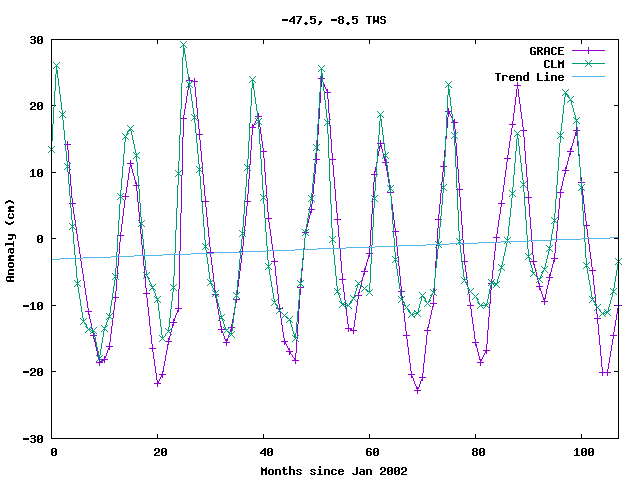 -47.5, -8.5 TWS
GRACE
CLM
Trend Line
30
20
10
0
-10
-20
-30
Anomaly (cm)
0 20 40 60 80 100
Months since Jan 2002